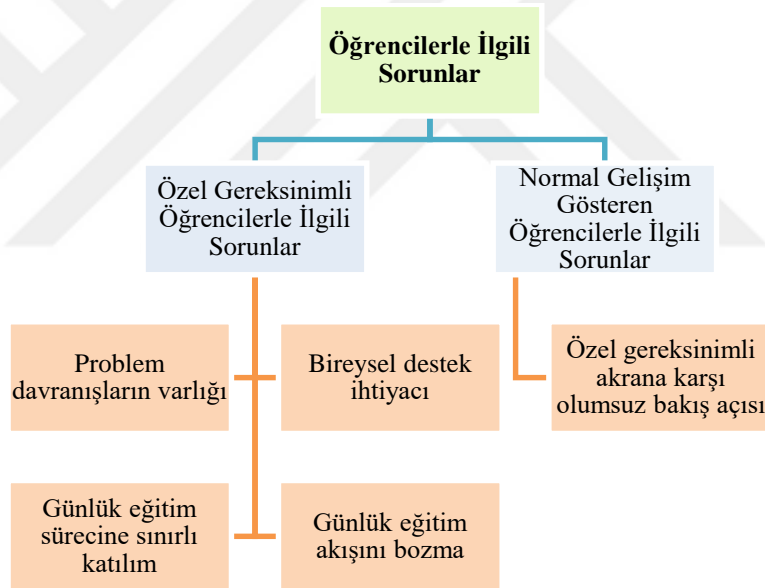 Öğrencilerle İlgili
Sorunlar
Özel Gereksinimli
Öğrencilerle İlgili
Sorunlar
Normal Gelişim
Gösteren
Öğrencilerle İlgili
Sorunlar
Problem
davranışların varlığı
Bireysel destek
ihtiyacı
Özel gereksinimli
akrana karşı
olumsuz bakış açısı
Günlük eğitim
sürecine sınırlı
katılım
Günlük eğitim
akışını bozma